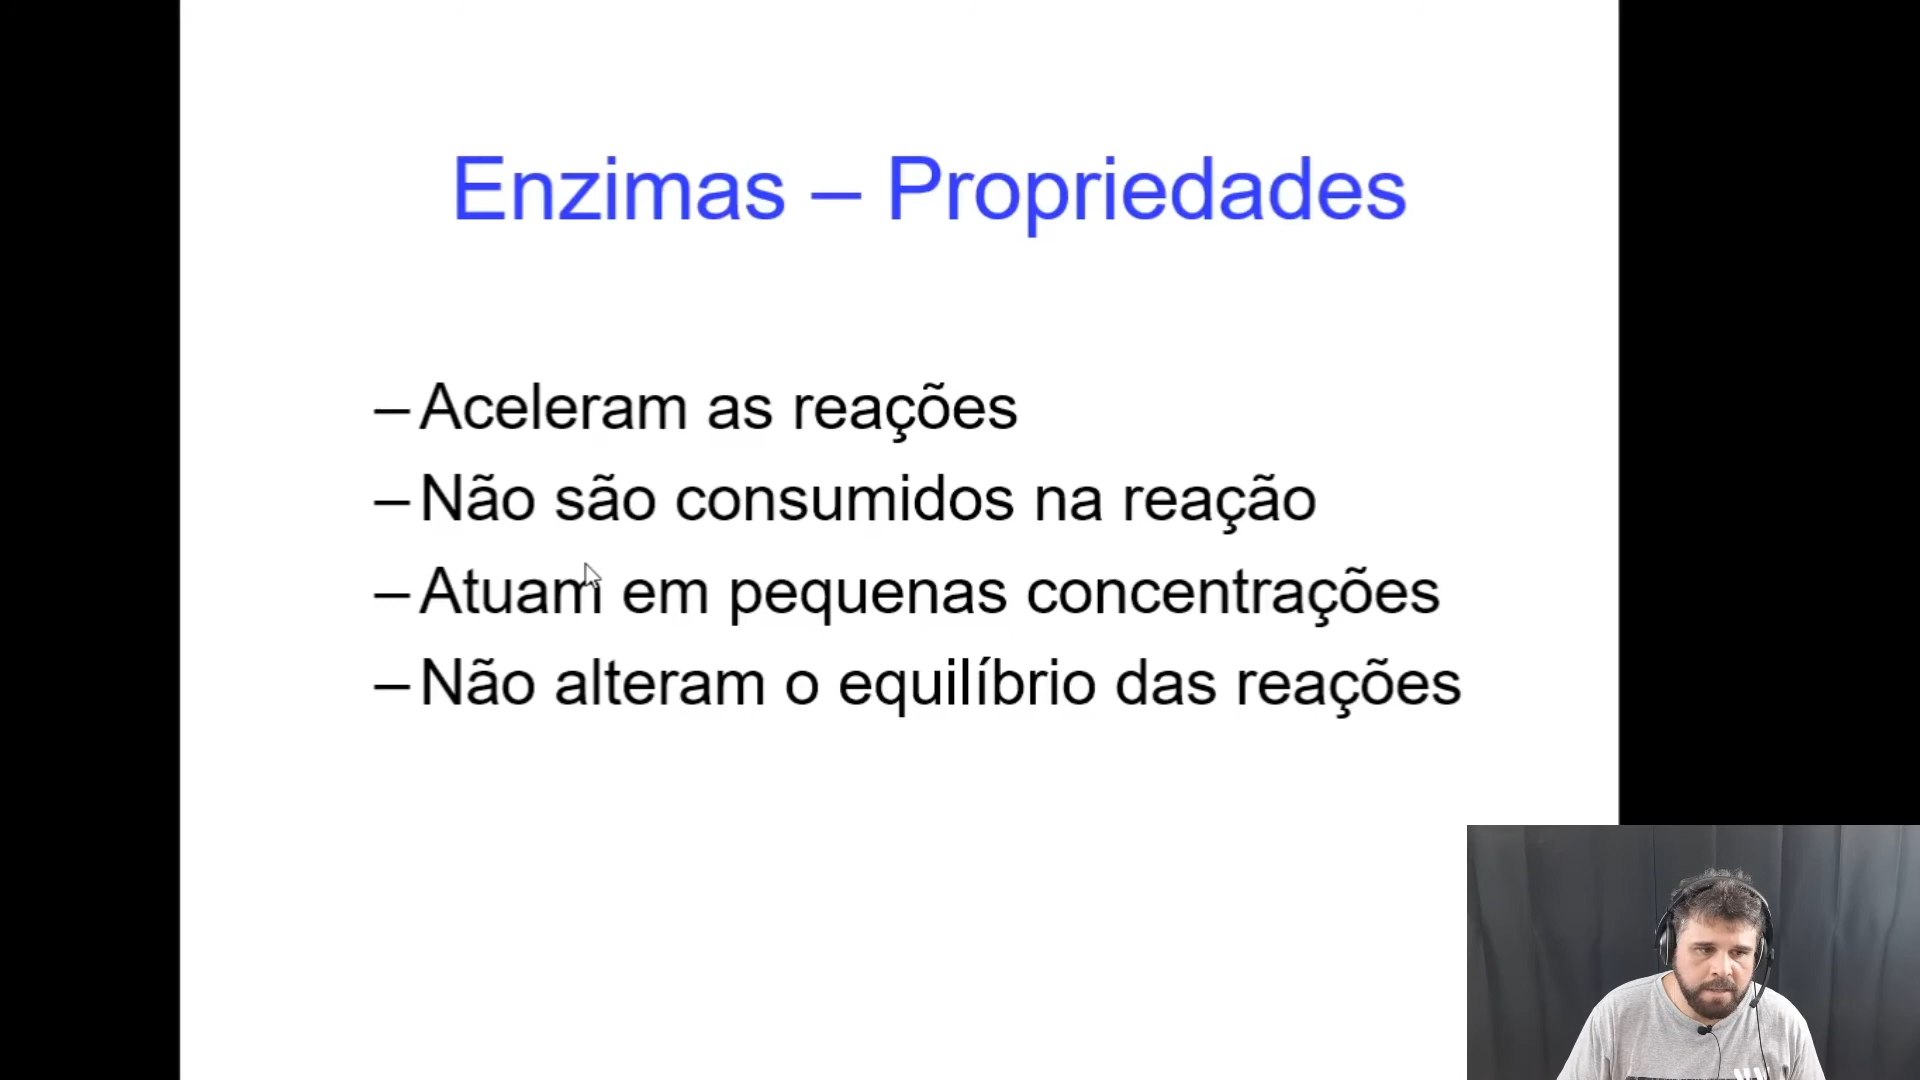 Enzimas – Propriedades
– Aceleram as reações
– Não são consumidos na reação
– Atuam em pequenas concentrações
– Não alteram o equilíbrio das reações